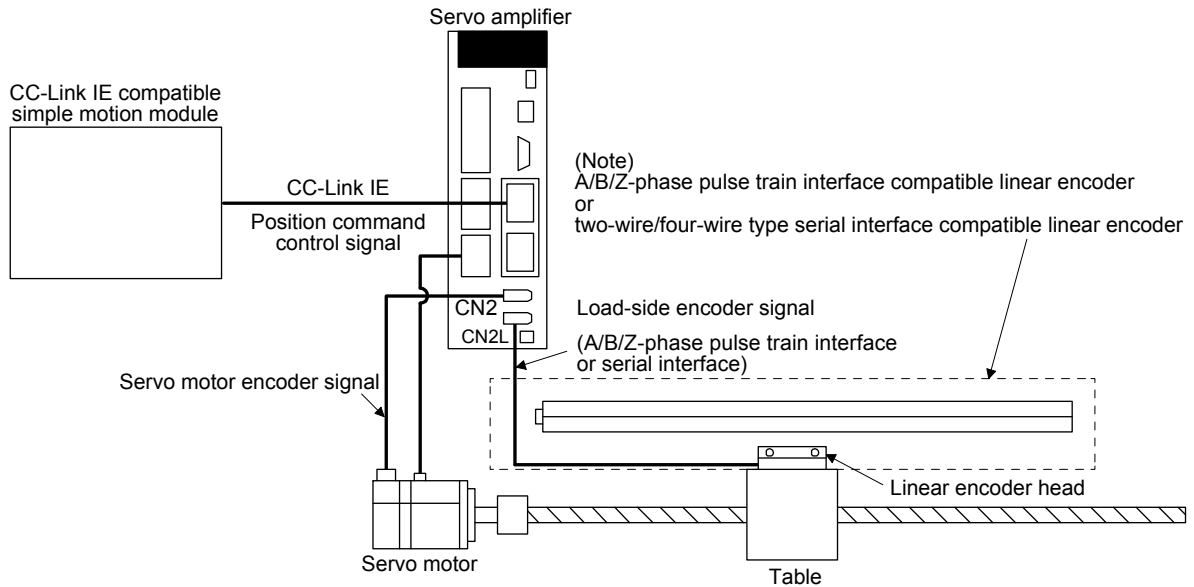 Servo amplifier
CC-Link IE compatible
simple motion module
CC-Link IE
Position command
control signal
(Note)
A/B/Z-phase pulse train interface compatible linear encoder
or
two-wire/four-wire type serial interface compatible linear encoder
CN2
CN2L
Load-side encoder signal
(A/B/Z-phase pulse train interface
or serial interface)
Servo motor encoder signal
Linear encoder head
Servo motor
Table